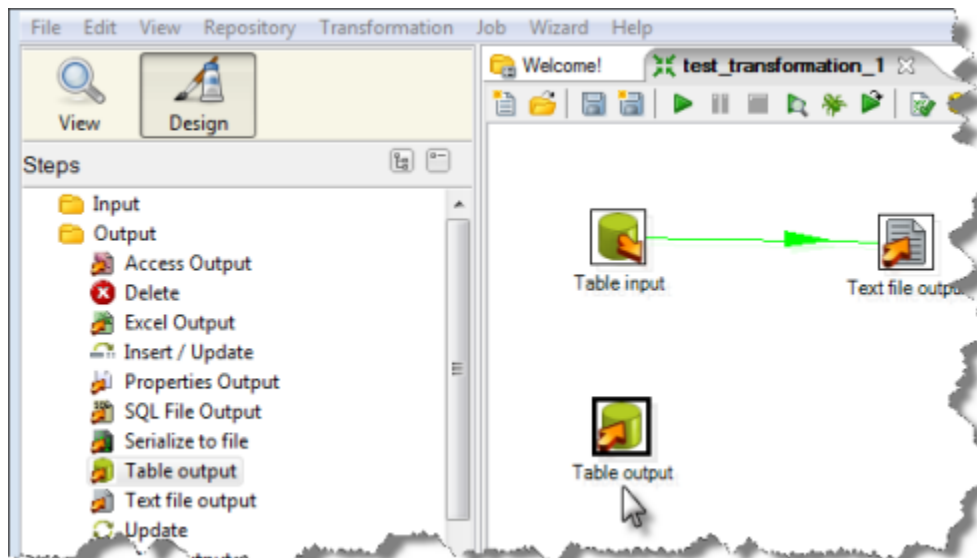 File Edit View Repository Transformation Job Wizard Help
View
Design
Welcome!
test_transformation_1
Steps
Input
Output
Access Output
Delete
Excel Output
Insert / Update
Properties Output
SQL File Output
Serialize to file
Table output
Text file output
Update
Table input
Text file
Table output